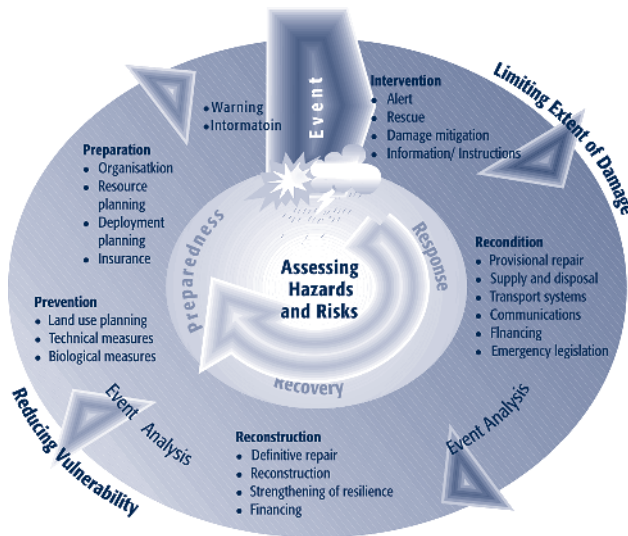 Event
Intervention
• Alert
• Rescue
• Damage mitigation
• Information/ Instructions
Limiting Extent of Damage
Recondition
• Provisional repair
• Supply and disposal
• Transport systems
• Communications
• Financing
• Emergency legislation
Event Analysis
Reconstruction
• Definitive repair
• Reconstruction
• Strengthening of resilience
• Financing
Event Analysis
Reducing Vulnerability
Prevention
• Land use planning
• Technical measures
• Biological measures
Preparation
• Organisatkion
• Resource
planning
• Deployment
planning
• Insurance
• Warning
• Intormatoin
Preparedness
Response
Recovery
Assessing
Hazards
and Risks